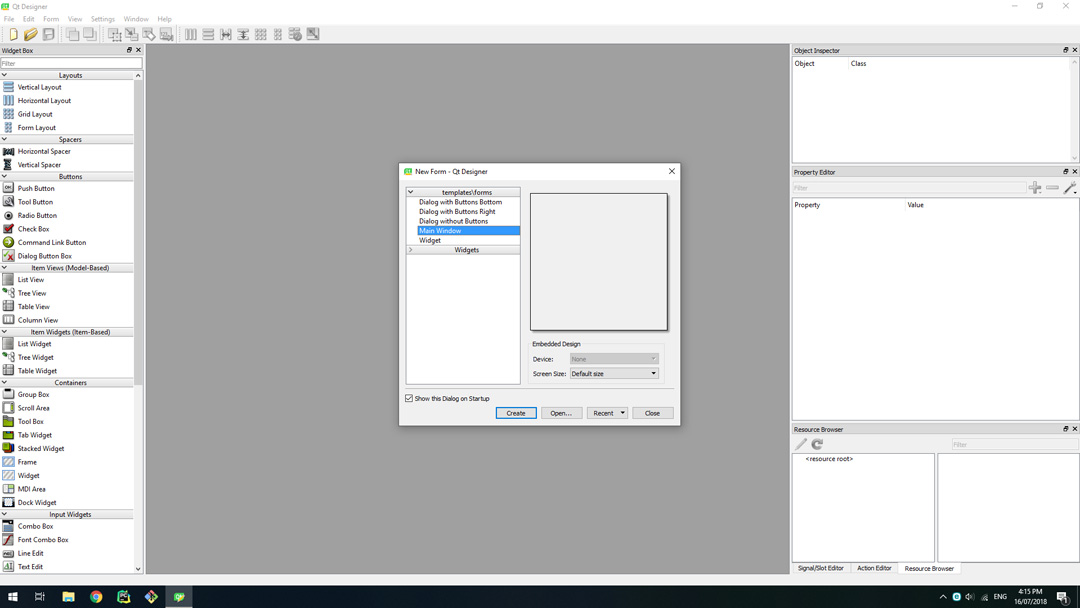 Qt Designer
File Edit Form View Settings Window Help
Widget Box
Filter
Layouts
Vertical Layout
Horizontal Layout
Grid Layout
Form Layout
Spacers
Horizontal Spacer
Vertical Spacer
Buttons
Push Button
Tool Button
Radio Button
Check Box
Command Link Button
Dialog Button Box
Item Views (Model-Based)
List View
Tree View
Table View
Column View
Item Widgets (Item-Based)
List Widget
Tree Widget
Table Widget
Containers
Group Box
Scroll Area
Tool Box
Tab Widget
Stacked Widget
Frame
Widget
MDI Area
Dock Widget
Input Widgets
Combo Box
Font Combo Box
Line Edit
Text Edit
New Form - Qt Designer
templates\forms
Dialog with Buttons Bottom
Dialog with Buttons Right
Dialog without Buttons
Main Window
Widget
Widgets
Embedded Design
Device: None
Screen Size: Default size
Show this Dialog on Startup
Create Open... Recent Close
Object Inspector
Object Class
Property Editor
Filter
Property Value
Resource Browser
Filter
<resource root>
Signal/Slot Editor Action Editor Resource Browser
ENG
4:15 PM
16/07/2018